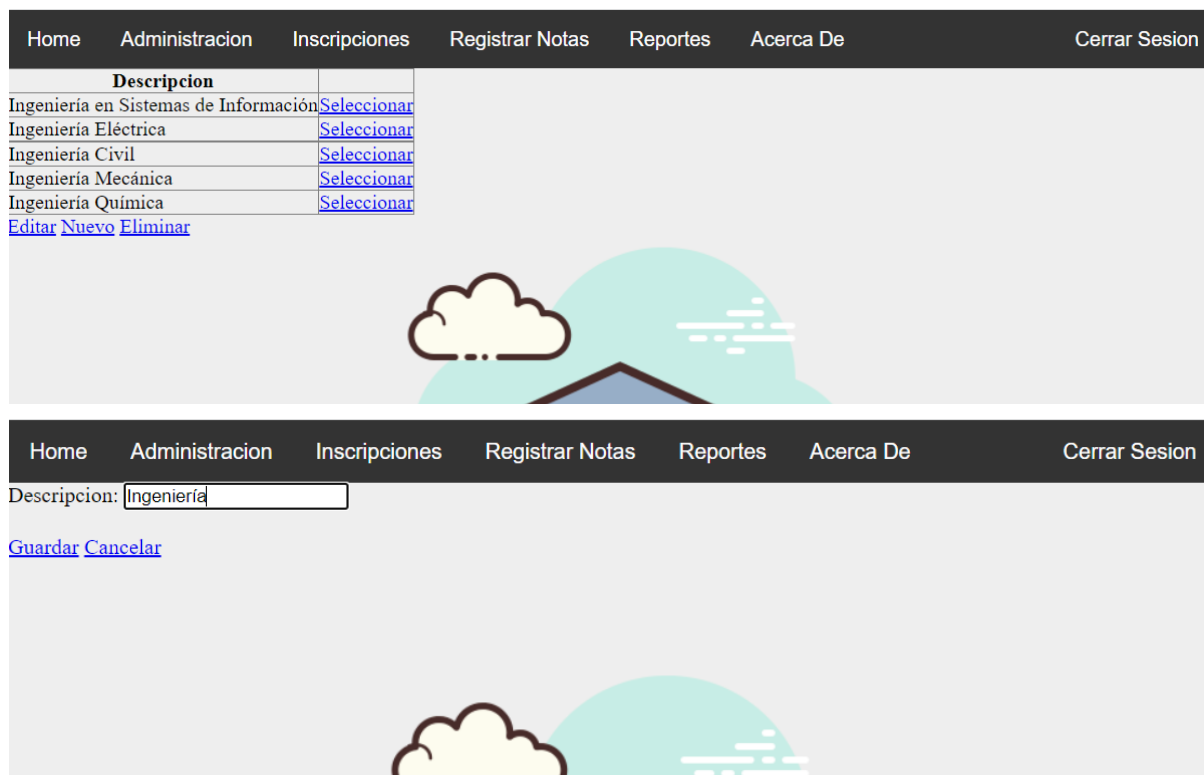 Home Administracion Inscripciones Registrar Notas Reportes Acerca De Cerrar Sesion
Descripcion
Ingeniería en Sistemas de Información Seleccionar
Ingeniería Eléctrica Seleccionar
Ingeniería Civil Seleccionar
Ingeniería Mecánica Seleccionar
Ingeniería Química Seleccionar
Editar Nuevo Eliminar
Home Administracion Inscripciones Registrar Notas Reportes Acerca De Cerrar Sesion
Descripcion: Ingeniería
Guardar Cancelar